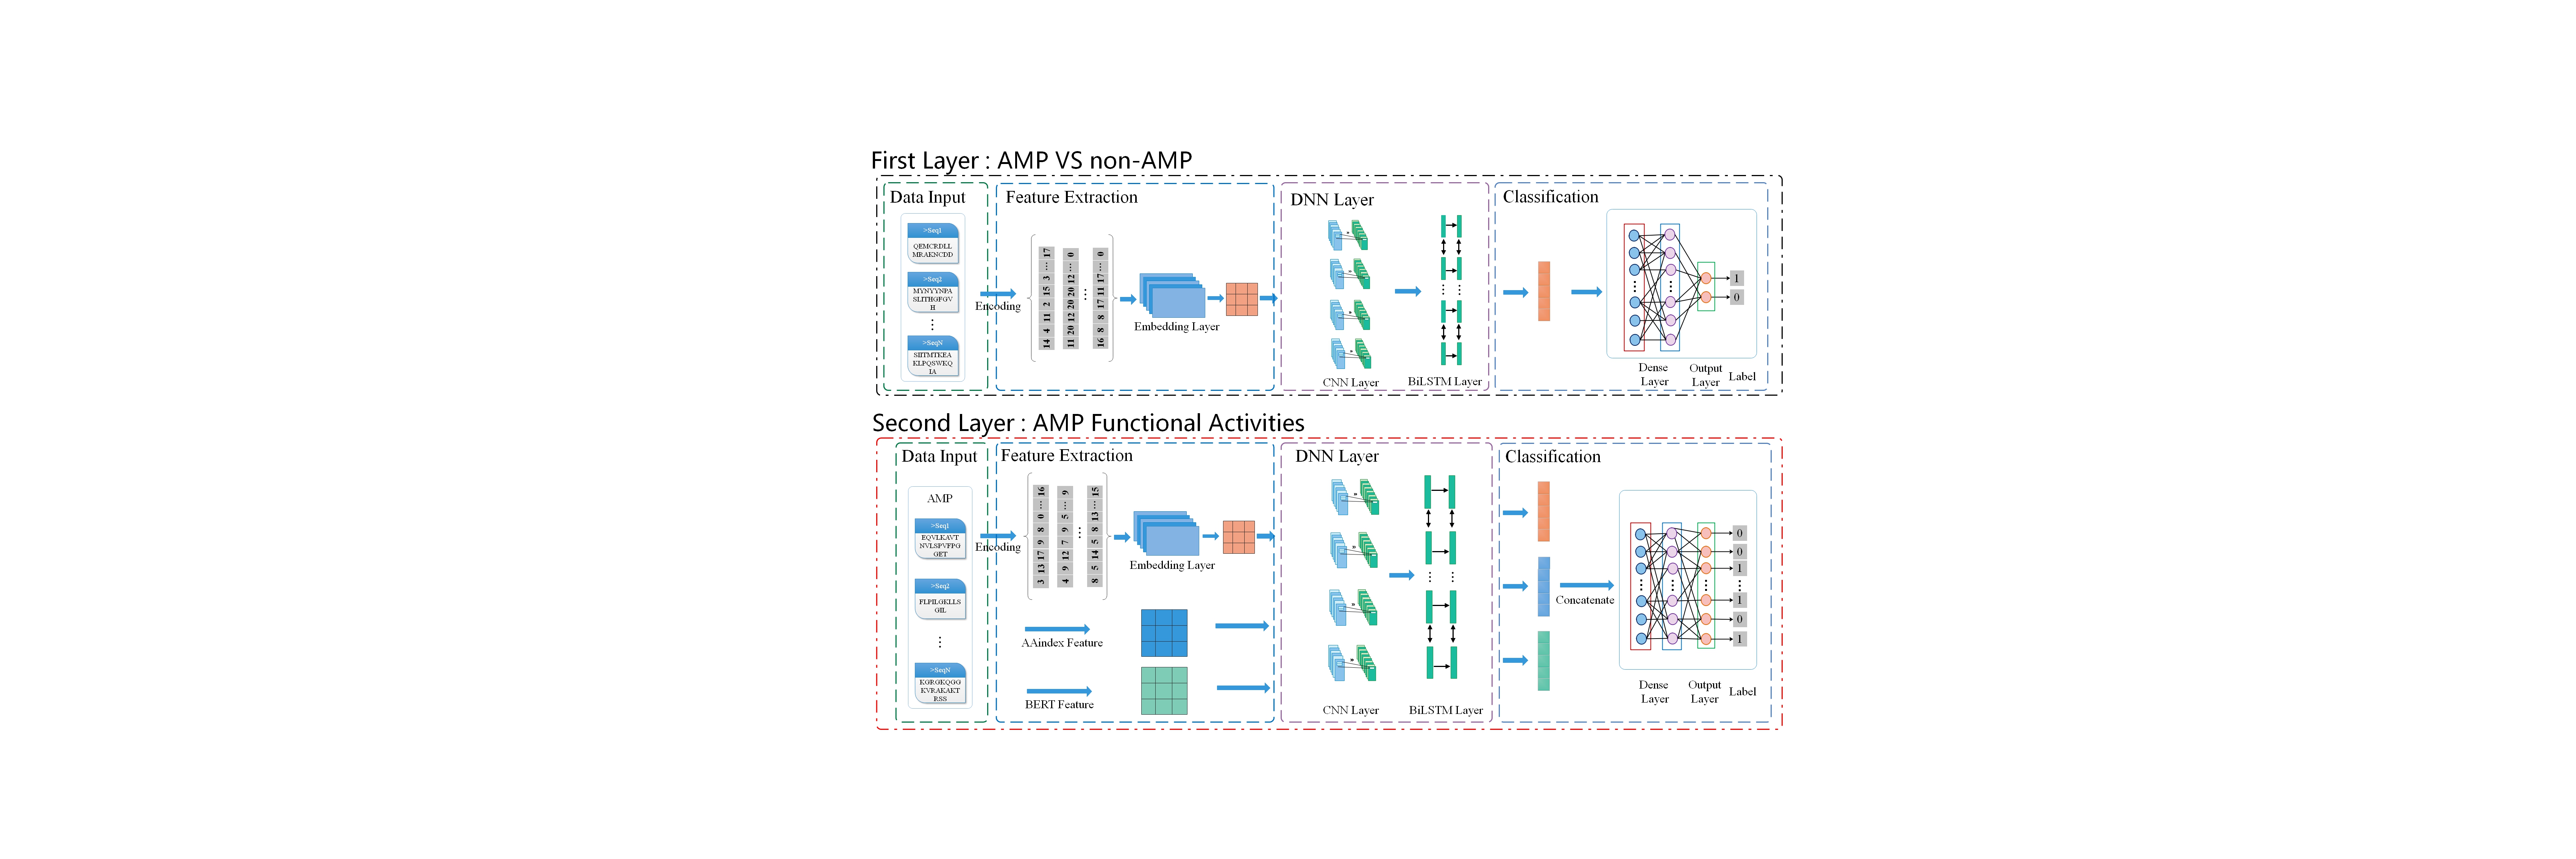 First Layer : AMP VS non-AMP
Data Input
>Seq1
QEMCRDLL
MRAKNCDD
>Seq2
MYNYYNPA
SLITHGFGV
H
⋮
>SeqN
SIITMTKEA
KLPQSWKQ
IA
Encoding
Feature Extraction
14 4 11 2 15 3 ... 17
11 20 12 20 20 12 ... 0
⋮
16 8 8 17 11 17 ... 0
Embedding Layer
DNN Layer
CNN Layer
BiLSTM Layer
Classification
1
0
Dense
Layer
Output
Layer
Label
Second Layer : AMP Functional Activities
Data Input
AMP
>Seq1
EQVLKAVT
NVLSPVFPG
GET
>Seq2
FLPILGKLLS
GIL
⋮
>SeqN
KGRGKQGG
KVRAKAKT
RSS
Encoding
Feature Extraction
3 13 17 9 8 0 ... 16
4 9 12 7 9 5 ... 9
⋮
8 5 14 5 8 13 ... 15
Embedding Layer
AAindex Feature
BERT Feature
DNN Layer
CNN Layer
BiLSTM Layer
Classification
Concatenate
0
0
1
⋮
1
0
1
Dense
Layer
Output
Layer
Label